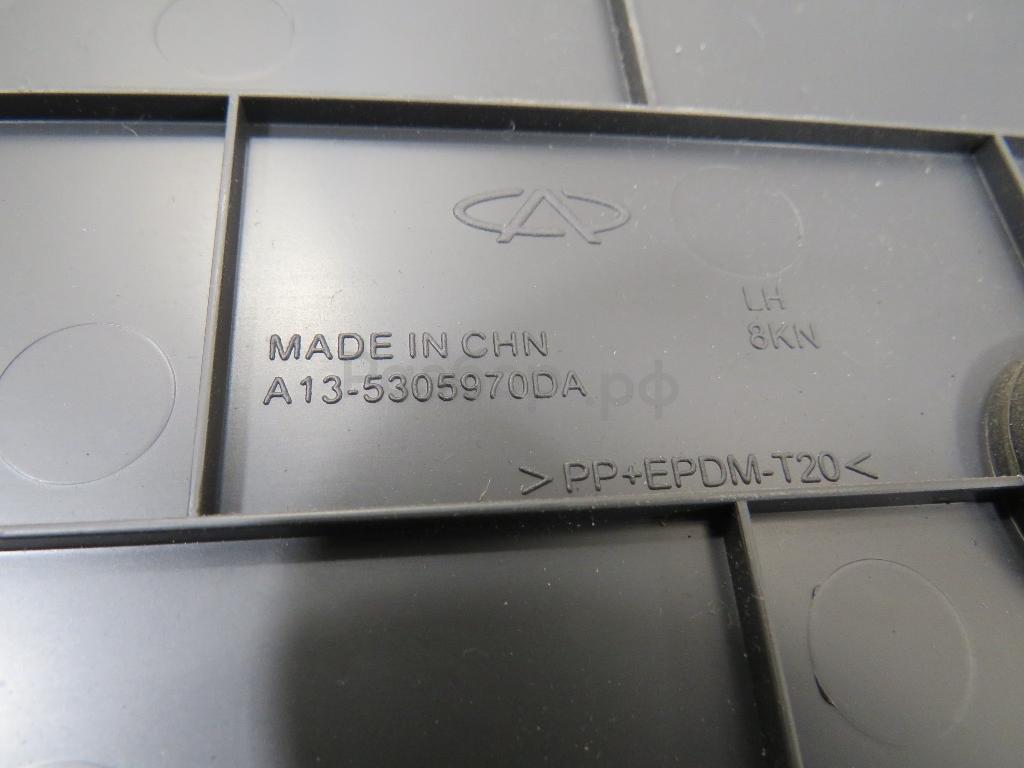 LH
8KN
MADE IN CHN
A13-5305970DA
>PP+EPDM-T20<